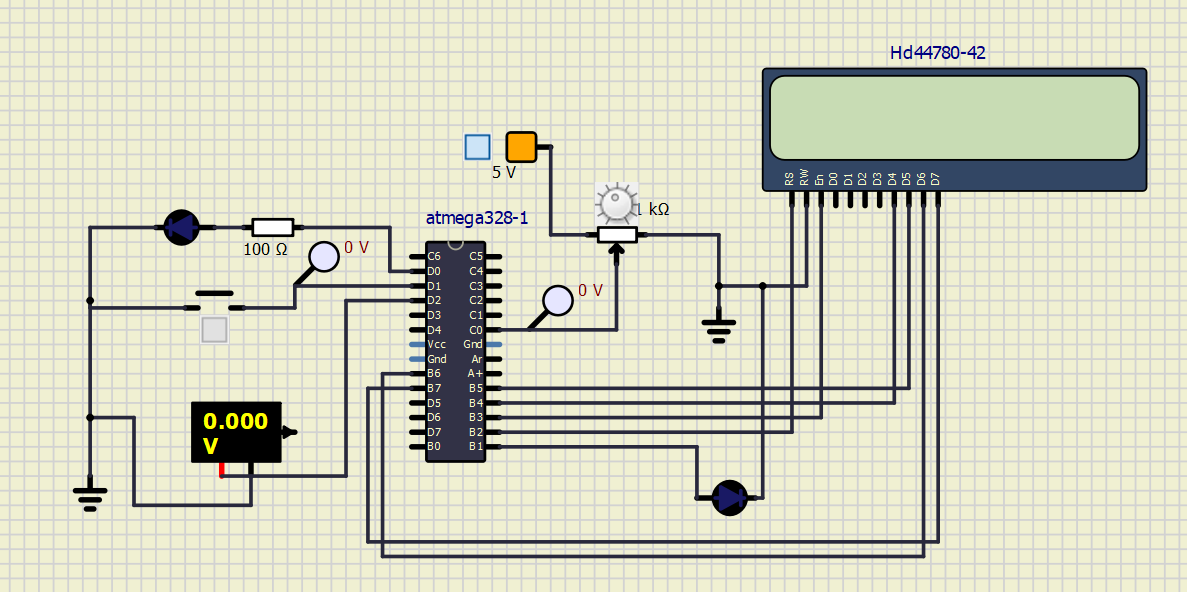 Hd44780-42
RS RW En D0 D1 D2 D3 D4 D5 D6 D7
5 V
1 kΩ
atmega328-1
100 Ω
0 V
0 V
C6 C5
D0 C4
D1 C3
D2 C2
D3 C1
D4 C0
Vcc Gnd
Gnd Ar
B6 A+
B7 B5
D5 B4
D6 B3
D7 B2
B0 B1
0.000
V